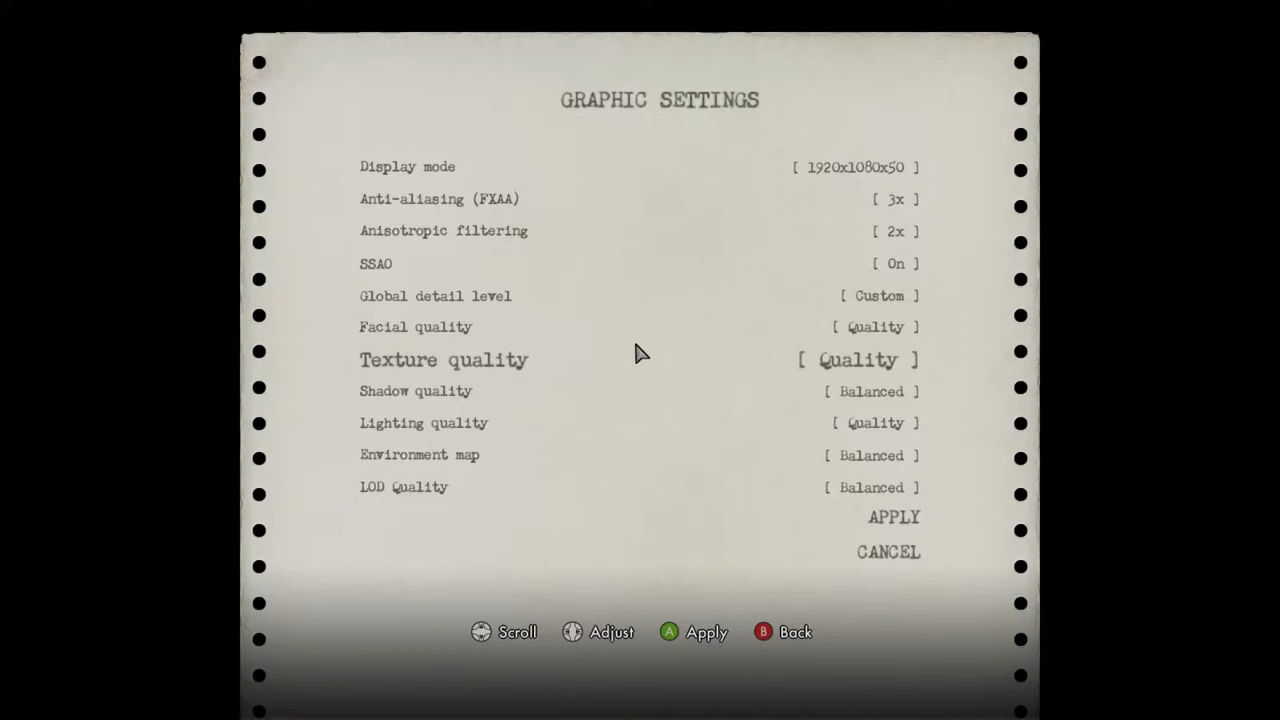 GRAPHIC SETTINGS
Display mode [ 1920x1080x50 ]
Anti-aliasing (FXAA) [ 3x ]
Anisotropic filtering [ 2x ]
SSAO [ On ]
Global detail level [ Custom ]
Facial quality [ Quality ]
Texture quality [ Quality ]
Shadow quality [ Balanced ]
Lighting quality [ Quality ]
Environment map [ Balanced ]
LOD Quality [ Balanced ]
APPLY
CANCEL
Scroll Adjust A Apply B Back